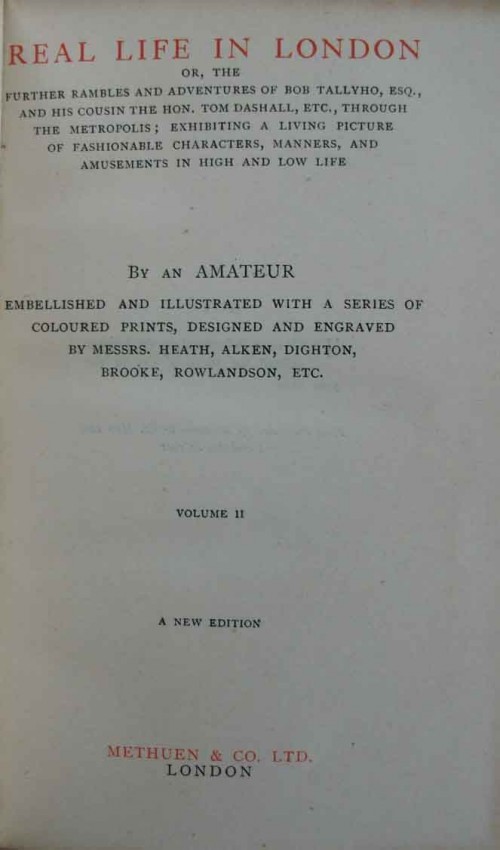 REAL LIFE IN LONDON
OR, THE
FURTHER RAMBLES AND ADVENTURES OF BOB TALLYHO, ESQ.,
AND HIS COUSIN THE HON. TOM DASHALL, ETC., THROUGH
THE METROPOLIS; EXHIBITING A LIVING PICTURE
OF FASHIONABLE CHARACTERS, MANNERS, AND
AMUSEMENTS IN HIGH AND LOW LIFE
BY AN AMATEUR
EMBELLISHED AND ILLUSTRATED WITH A SERIES OF
COLOURED PRINTS, DESIGNED AND ENGRAVED
BY MESSRS. HEATH, ALKEN, DIGHTON,
BROOKE, ROWLANDSON, ETC.
VOLUME II
A NEW EDITION
METHUEN & CO. LTD.
LONDON